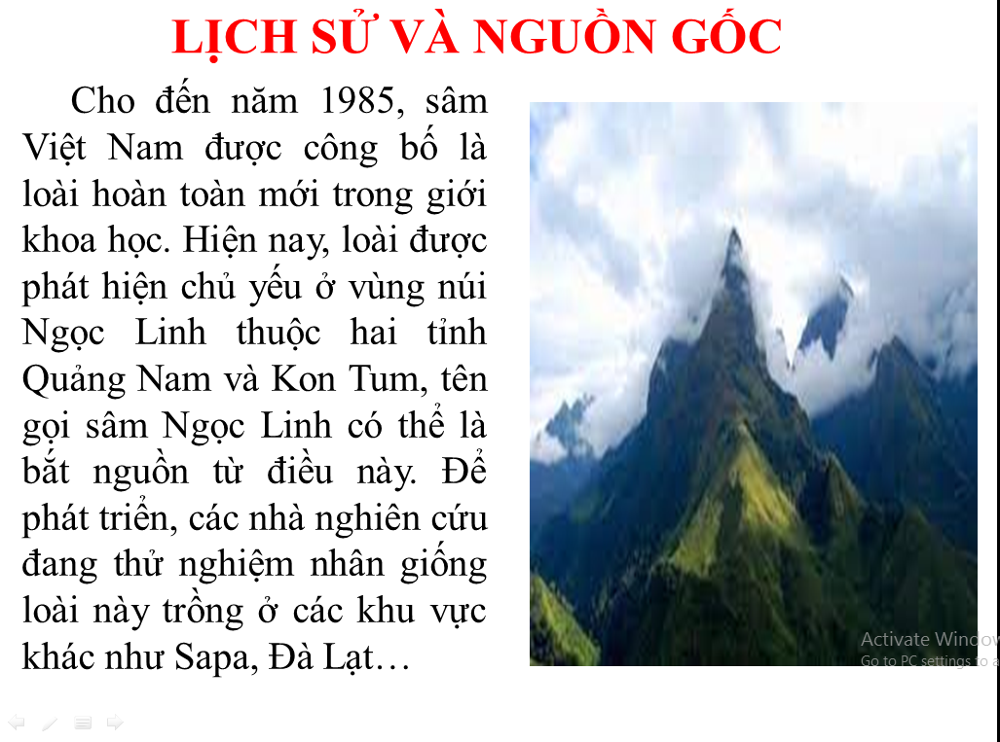 LỊCH SỬ VÀ NGUỒN GỐC
Cho đến năm 1985, sâm
Việt Nam được công bố là
loài hoàn toàn mới trong giới
khoa học. Hiện nay, loài được
phát hiện chủ yếu ở vùng núi
Ngọc Linh thuộc hai tỉnh
Quảng Nam và Kon Tum, tên
gọi sâm Ngọc Linh có thể là
bắt nguồn từ điều này. Để
phát triển, các nhà nghiên cứu
đang thử nghiệm nhân giống
loài này trồng ở các khu vực
khác như Sapa, Đà Lạt…
Activate Window
Go to PC settings to a